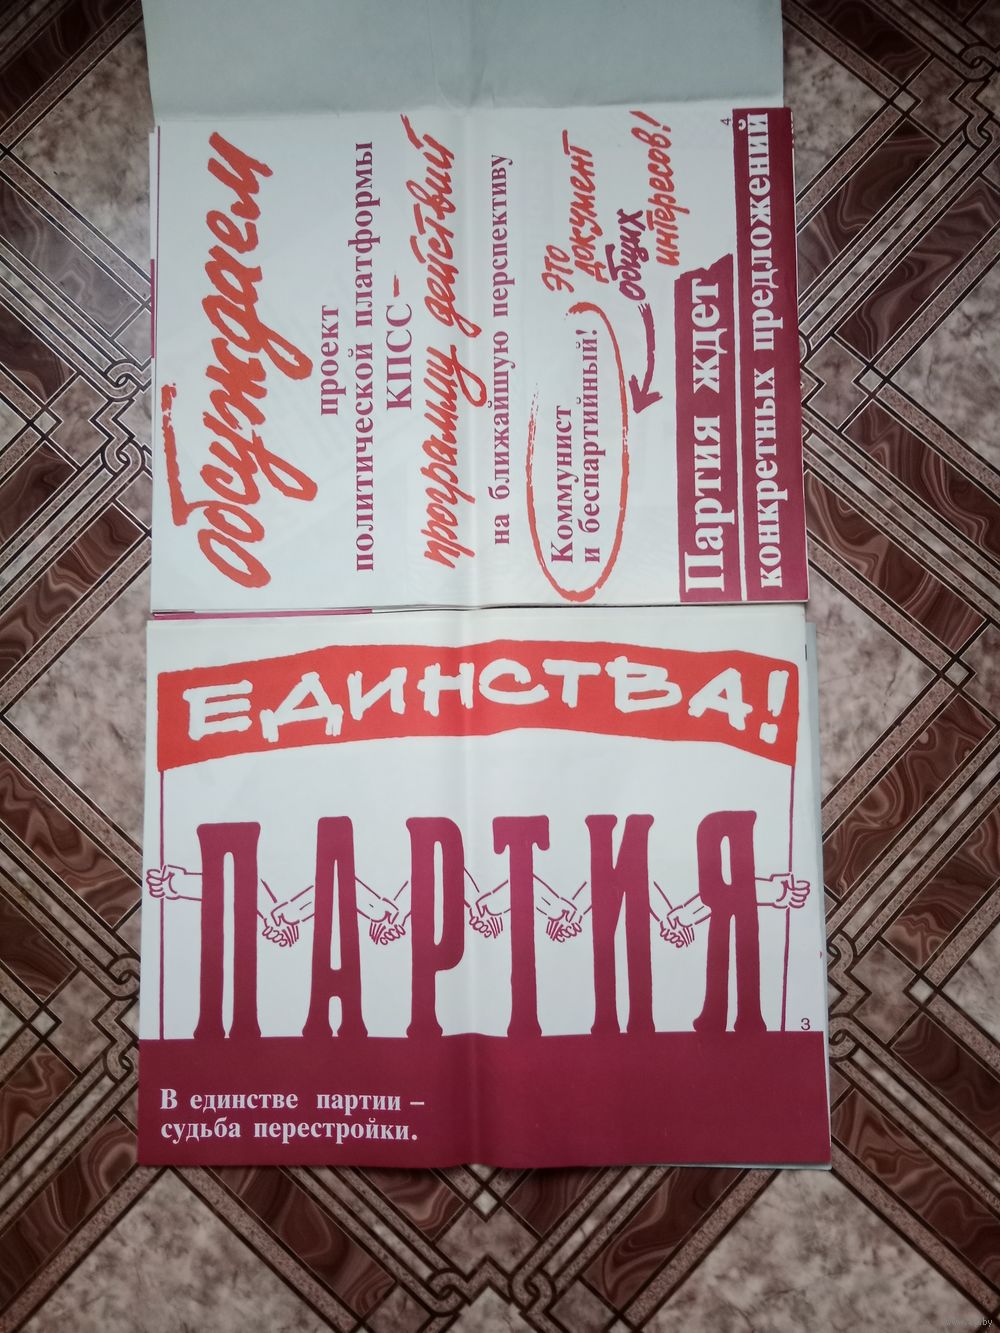 обсуждаем
проект
политической платформы
КПСС –
программу действий
на ближайшую перспективу
Коммунист
и беспартийный!
Это
документ
общих
интересов!
Партия ждет
конкретных предложений
4
ЕДИНСТВА!
ПАРТИЯ
3
В единстве партии –
судьба перестройки.